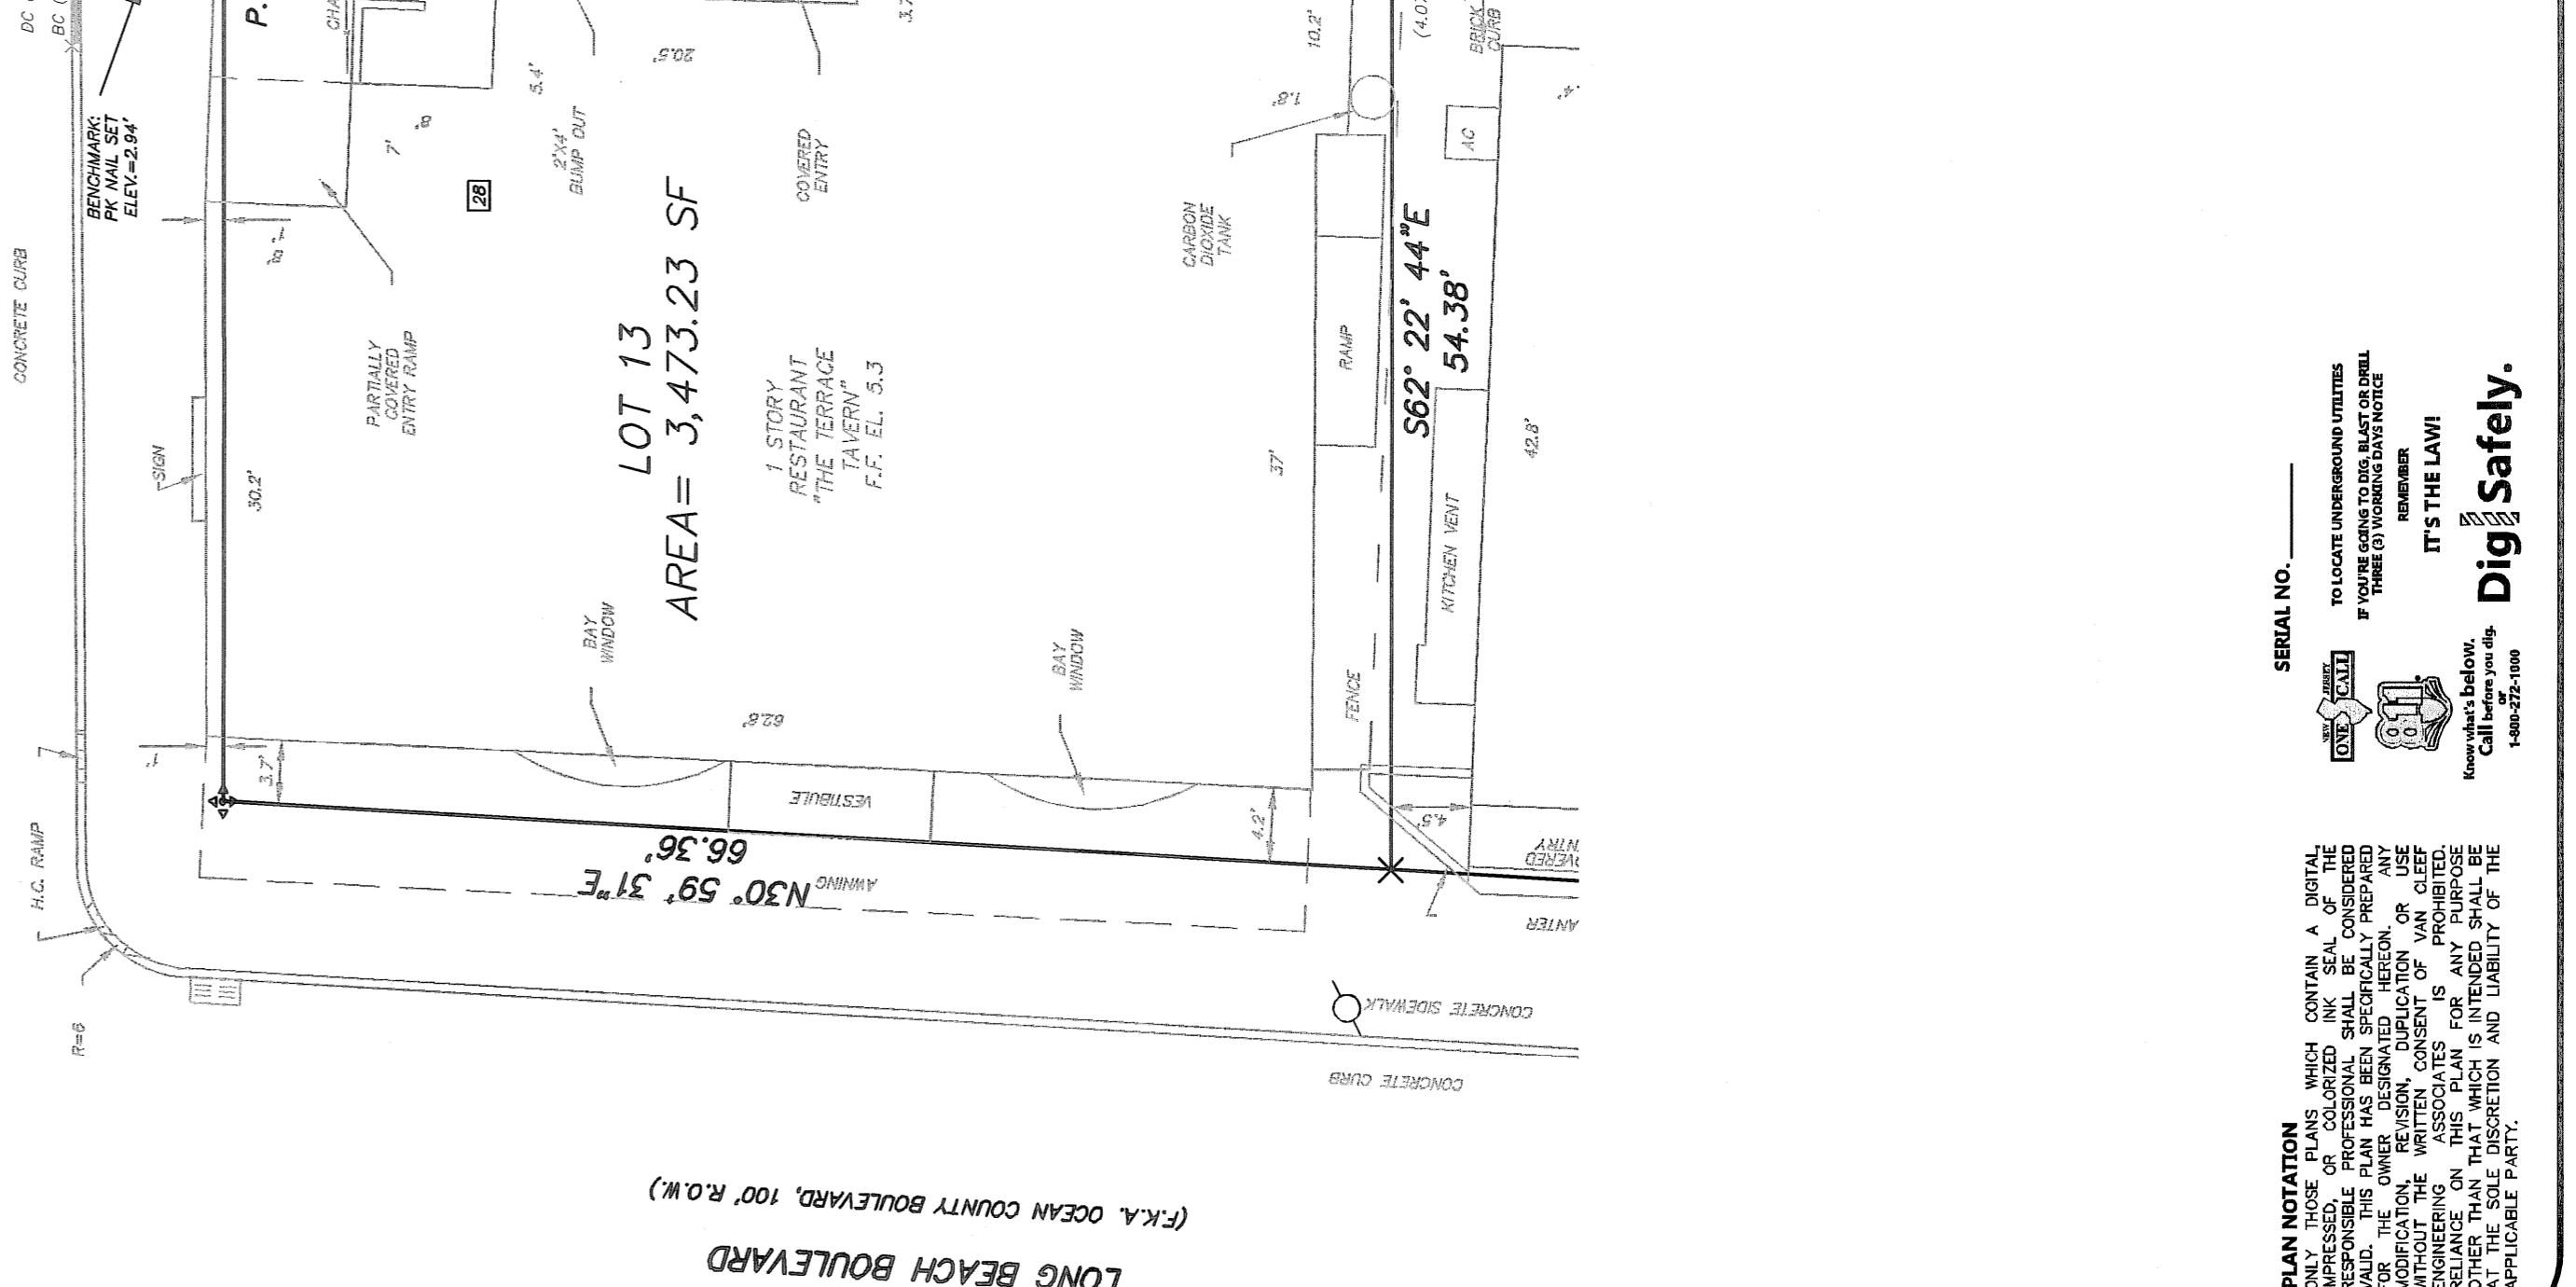 BENCHMARK:
PK NAIL SET
ELEV.=2.94'
CONCRETE CURB
H.C. RAMP
R=6
SIGN
30.2'
1'
3.7'
PARTIALLY
COVERED
ENTRY RAMP
7'
8'
28
5.4'
20.5'
2'X4'
BUMP OUT
COVERED
ENTRY
LOT 13
AREA= 3,473.23 SF
1 STORY
RESTAURANT
"THE TERRACE
TAVERN"
F.F. EL. 5.3
BAY
WINDOW
BAY
WINDOW
62.8'
VESTIBULE
4.2'
AWNING
N30° 59' 31"E
66.36'
CARBON
DIOXIDE
TANK
1.8'
10.2'
RAMP
37'
FENCE
S62° 22' 44"E
54.38'
BRICK
CURB
AC
KITCHEN VENT
42.8'
4.5'
CONCRETE SIDEWALK
CONCRETE CURB
(F.K.A. OCEAN COUNTY BOULEVARD, 100' R.O.W.)
LONG BEACH BOULEVARD
SERIAL NO.
NEW JERSEY
ONE CALL
811
TO LOCATE UNDERGROUND UTILITIES
IF YOU'RE GOING TO DIG, BLAST OR DRILL
THREE (3) WORKING DAYS NOTICE
REMEMBER
IT'S THE LAW!
Know what's below.
Call before you dig.
or
1-800-272-1000
Dig Safely.
PLAN NOTATION
ONLY THOSE PLANS WHICH CONTAIN A DIGITAL,
IMPRESSED, OR COLORIZED INK SEAL OF THE
RESPONSIBLE PROFESSIONAL SHALL BE CONSIDERED
VALID. THIS PLAN HAS BEEN SPECIFICALLY PREPARED
FOR THE OWNER DESIGNATED HEREON. ANY
MODIFICATION, REVISION, DUPLICATION OR USE
WITHOUT THE WRITTEN CONSENT OF VAN CLEEF
ENGINEERING ASSOCIATES IS PROHIBITED.
RELIANCE ON THIS PLAN FOR ANY PURPOSE
OTHER THAN THAT WHICH IS INTENDED SHALL BE
AT THE SOLE DISCRETION AND LIABILITY OF THE
APPLICABLE PARTY.